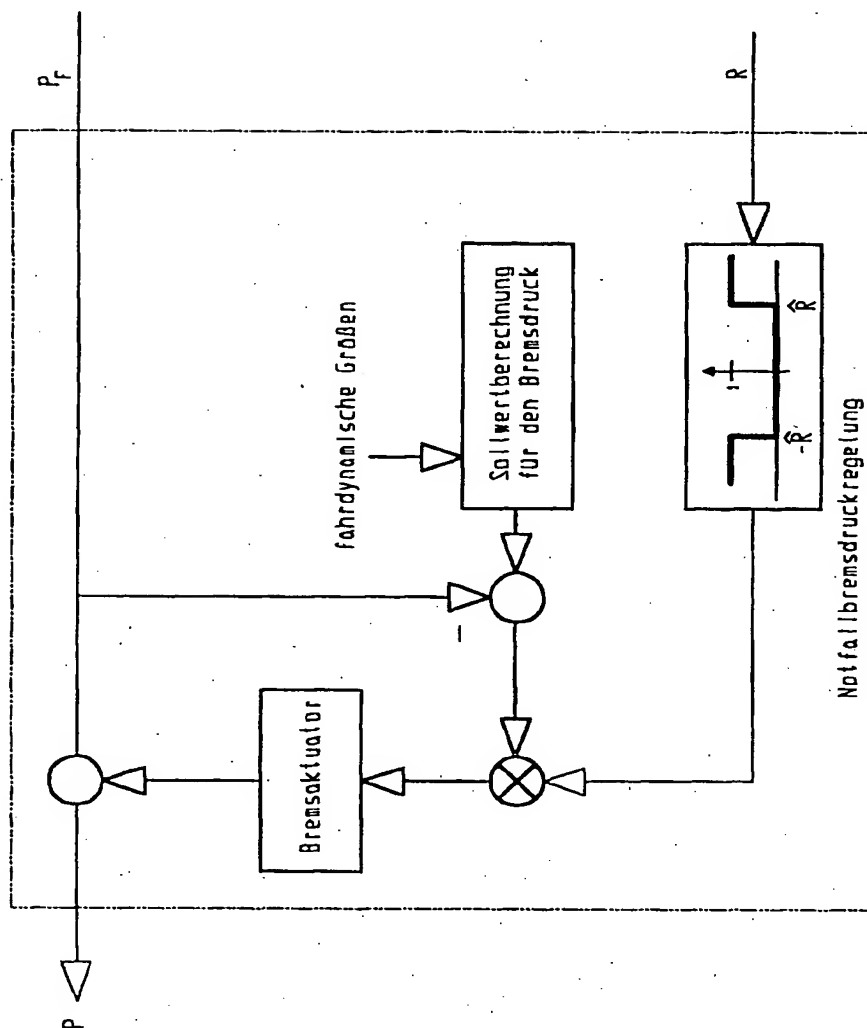 P_F
R
fahrdynamische Größen
Sollwertberechnung
für den Bremsdruck
1
-R̂
R̂
–
Bremsaktuator
P
Notfallbremsdruckregelung